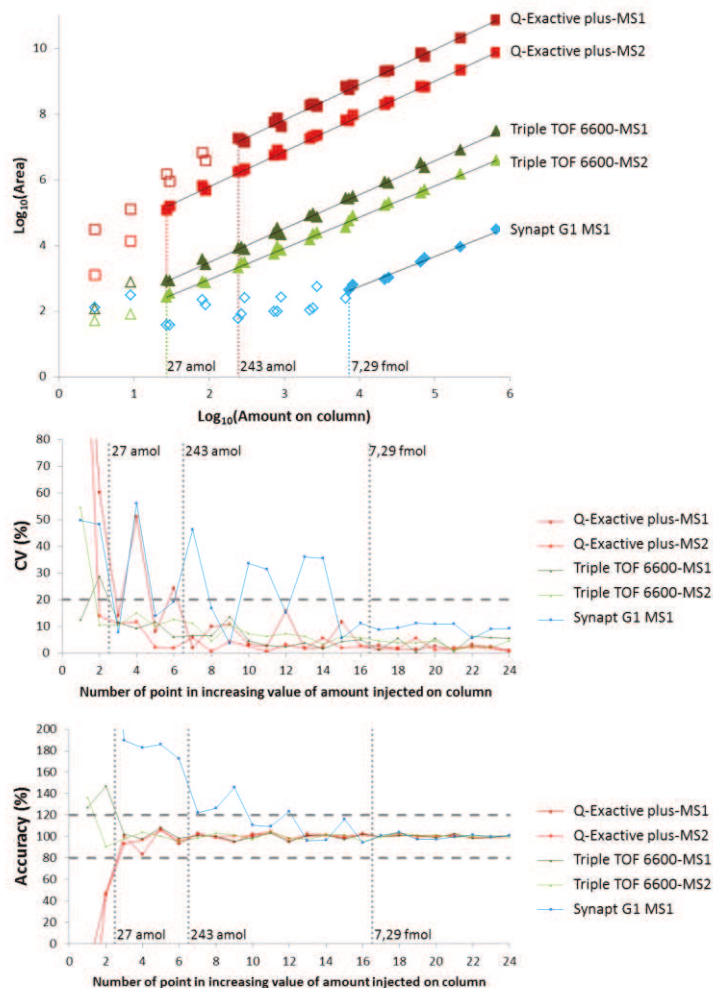 Log10(Area)
10
8
6
4
2
0
Q-Exactive plus-MS1
Q-Exactive plus-MS2
Triple TOF 6600-MS1
Triple TOF 6600-MS2
Synapt G1 MS1
27 amol
243 amol
7,29 fmol
0 1 2 3 4 5 6
Log10(Amount on column)
CV (%)
80
70
60
50
40
30
20
10
0
27 amol
243 amol
7,29 fmol
Q-Exactive plus-MS1
Q-Exactive plus-MS2
Triple TOF 6600-MS1
Triple TOF 6600-MS2
Synapt G1 MS1
0 2 4 6 8 10 12 14 16 18 20 22 24
Number of point in increasing value of amount injected on column
Accuracy (%)
200
180
160
140
120
100
80
60
40
20
0
Q-Exactive plus-MS1
Q-Exactive plus-MS2
Triple TOF 6600-MS1
Triple TOF 6600-MS2
Synapt G1 MS1
27 amol
243 amol
7,29 fmol
0 2 4 6 8 10 12 14 16 18 20 22 24
Number of point in increasing value of amount injected on column